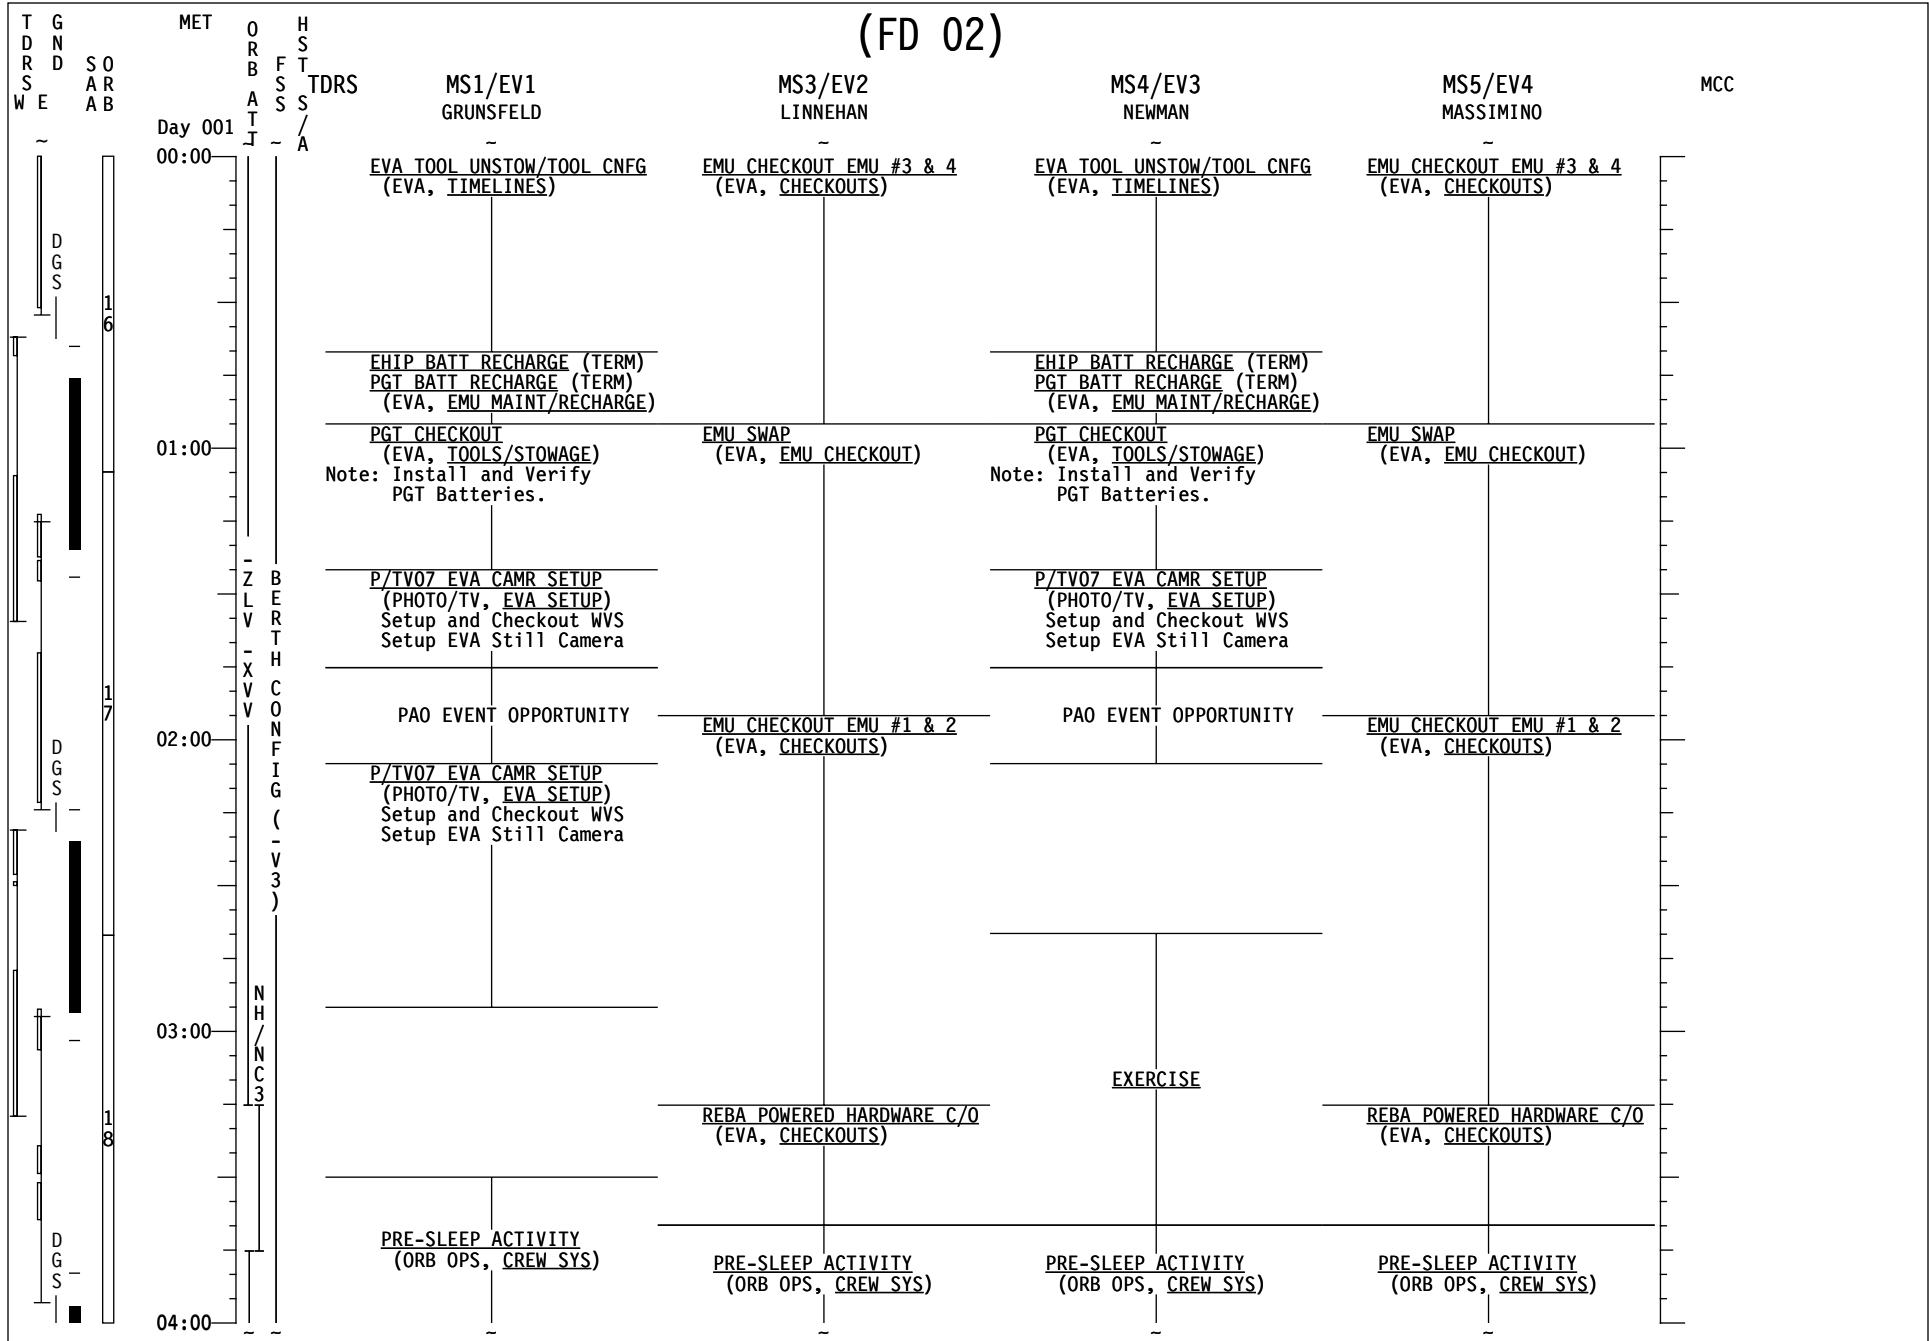 (FD 02)
TDRS W E
GND
SAA
ORB
MET
ORB ATT
FSS
HST S/A
TDRS
MS1/EV1
GRUNSFELD
MS3/EV2
LINNEHAN
MS4/EV3
NEWMAN
MS5/EV4
MASSIMINO
MCC
Day 001
00:00
01:00
02:00
03:00
04:00
DGS
DGS
DGS
16
17
18
-ZLV -XVV
BERTH CONFIG (-V3)
NH/NC3
EVA TOOL UNSTOW/TOOL CNFG
(EVA, TIMELINES)
EHIP BATT RECHARGE (TERM)
PGT BATT RECHARGE (TERM)
(EVA, EMU MAINT/RECHARGE)
PGT CHECKOUT
(EVA, TOOLS/STOWAGE)
Note: Install and Verify
PGT Batteries.
P/TV07 EVA CAMR SETUP
(PHOTO/TV, EVA SETUP)
Setup and Checkout WVS
Setup EVA Still Camera
PAO EVENT OPPORTUNITY
P/TV07 EVA CAMR SETUP
(PHOTO/TV, EVA SETUP)
Setup and Checkout WVS
Setup EVA Still Camera
PRE-SLEEP ACTIVITY
(ORB OPS, CREW SYS)
EMU CHECKOUT EMU #3 & 4
(EVA, CHECKOUTS)
EMU SWAP
(EVA, EMU CHECKOUT)
EMU CHECKOUT EMU #1 & 2
(EVA, CHECKOUTS)
REBA POWERED HARDWARE C/O
(EVA, CHECKOUTS)
PRE-SLEEP ACTIVITY
(ORB OPS, CREW SYS)
EVA TOOL UNSTOW/TOOL CNFG
(EVA, TIMELINES)
EHIP BATT RECHARGE (TERM)
PGT BATT RECHARGE (TERM)
(EVA, EMU MAINT/RECHARGE)
PGT CHECKOUT
(EVA, TOOLS/STOWAGE)
Note: Install and Verify
PGT Batteries.
P/TV07 EVA CAMR SETUP
(PHOTO/TV, EVA SETUP)
Setup and Checkout WVS
Setup EVA Still Camera
PAO EVENT OPPORTUNITY
EXERCISE
PRE-SLEEP ACTIVITY
(ORB OPS, CREW SYS)
EMU CHECKOUT EMU #3 & 4
(EVA, CHECKOUTS)
EMU SWAP
(EVA, EMU CHECKOUT)
EMU CHECKOUT EMU #1 & 2
(EVA, CHECKOUTS)
REBA POWERED HARDWARE C/O
(EVA, CHECKOUTS)
PRE-SLEEP ACTIVITY
(ORB OPS, CREW SYS)